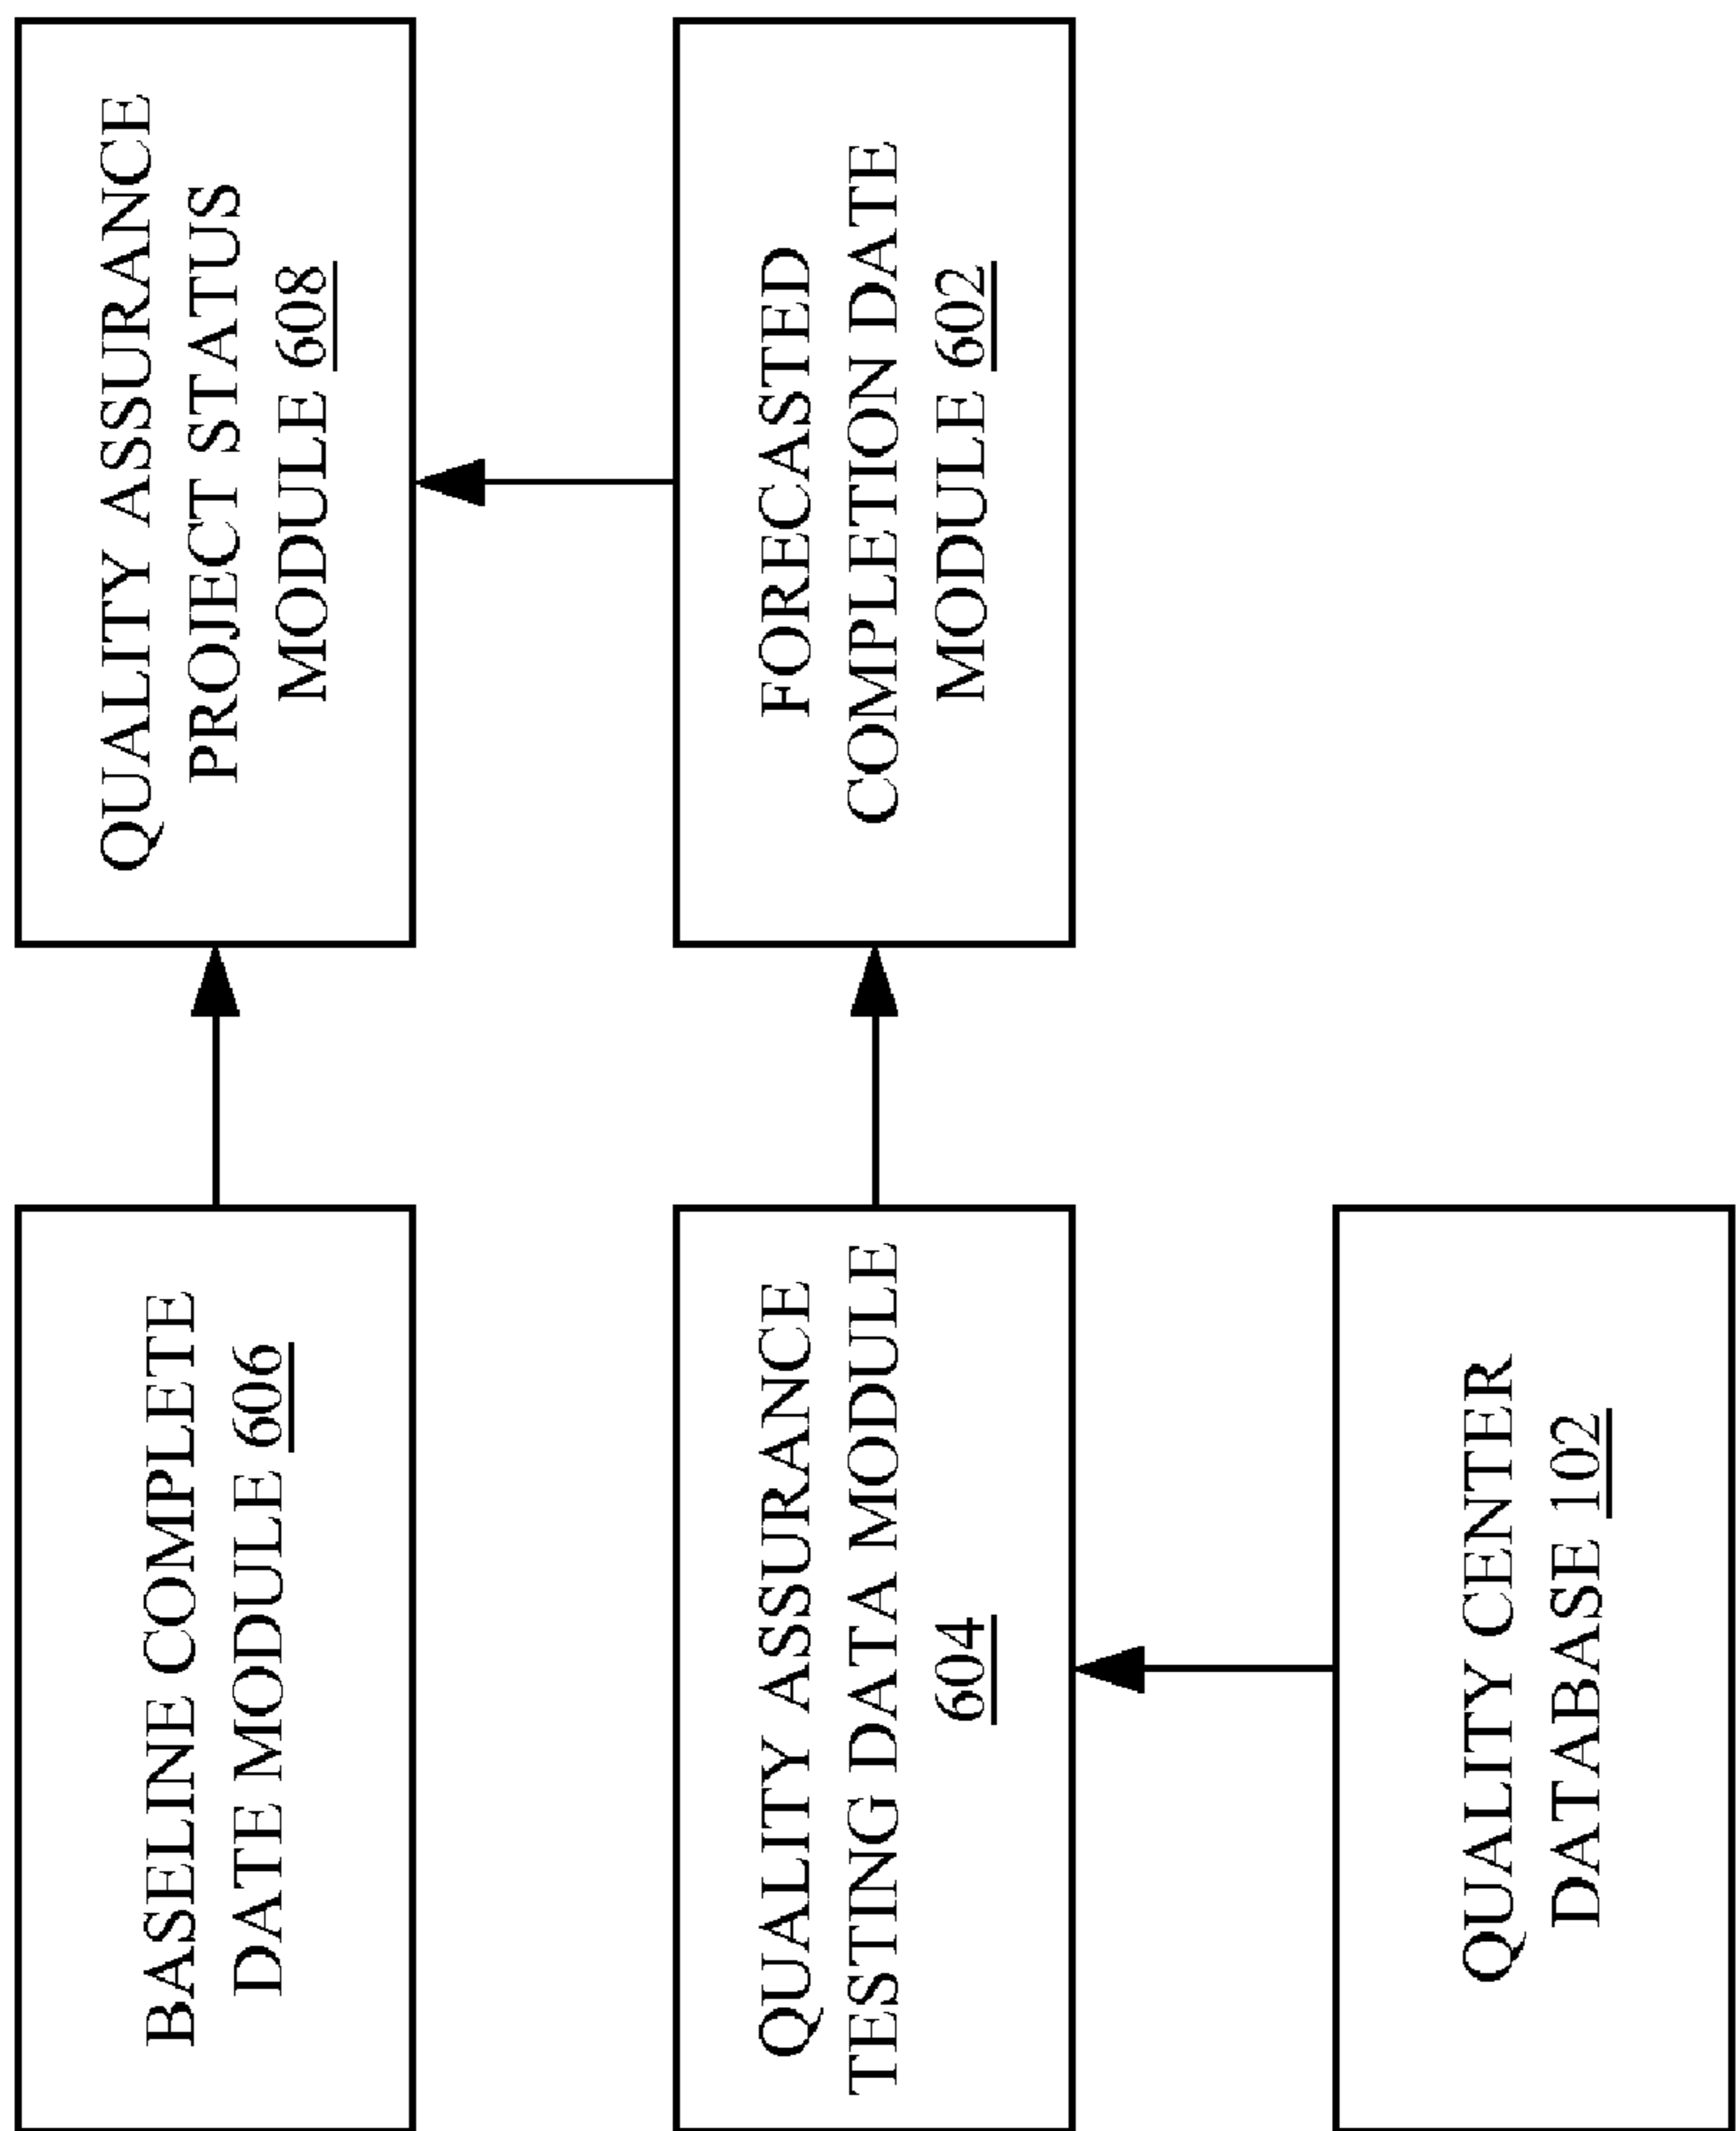 BASELINE COMPLETE
DATE MODULE 606
QUALITY ASSURANCE
PROJECT STATUS
MODULE 608
QUALITY ASSURANCE
TESTING DATA MODULE
604
FORECASTED
COMPLETION DATE
MODULE 602
QUALITY CENTER
DATABASE 102